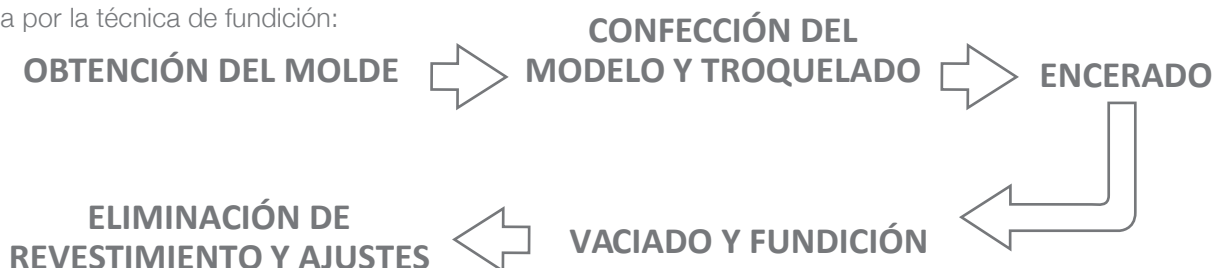 a por la técnica de fundición:
OBTENCIÓN DEL MOLDE
CONFECCIÓN DEL
MODELO Y TROQUELADO
ENCERADO
VACIADO Y FUNDICIÓN
ELIMINACIÓN DE
REVESTIMIENTO Y AJUSTES